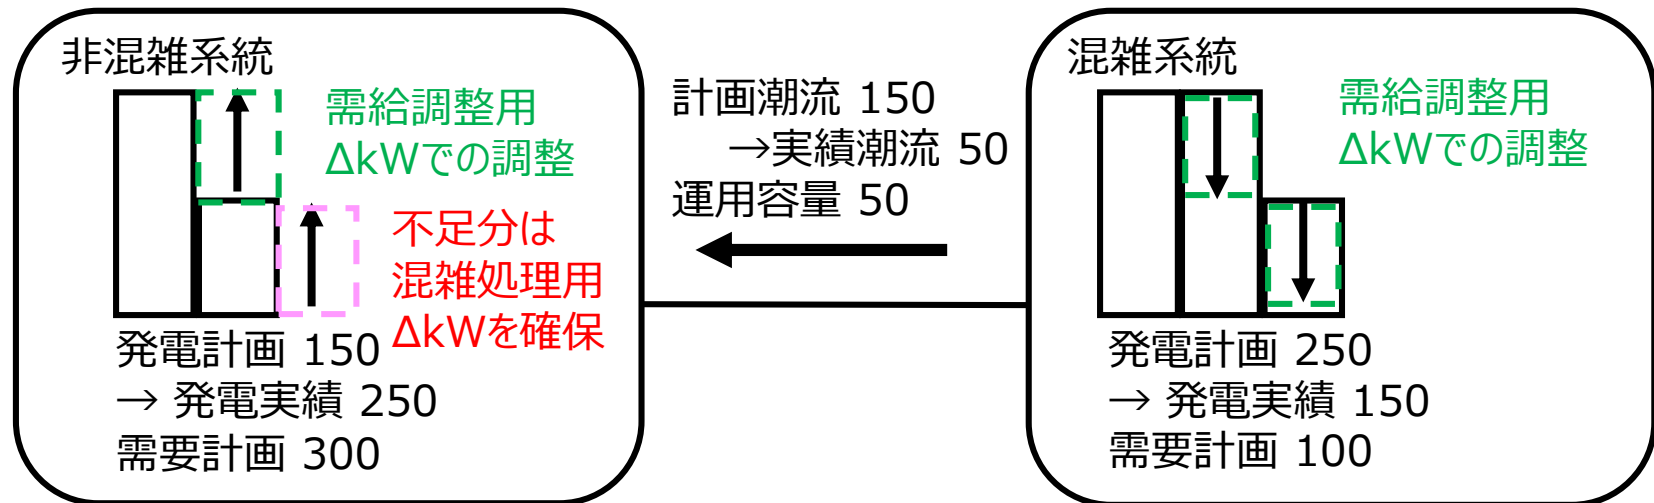 非混雑系統
需給調整用
ΔkWでの調整
不足分は
混雑処理用
ΔkWを確保
発電計画 150
→ 発電実績 250
需要計画 300
計画潮流 150
→実績潮流 50
運用容量 50
混雑系統
需給調整用
ΔkWでの調整
発電計画 250
→ 発電実績 150
需要計画 100